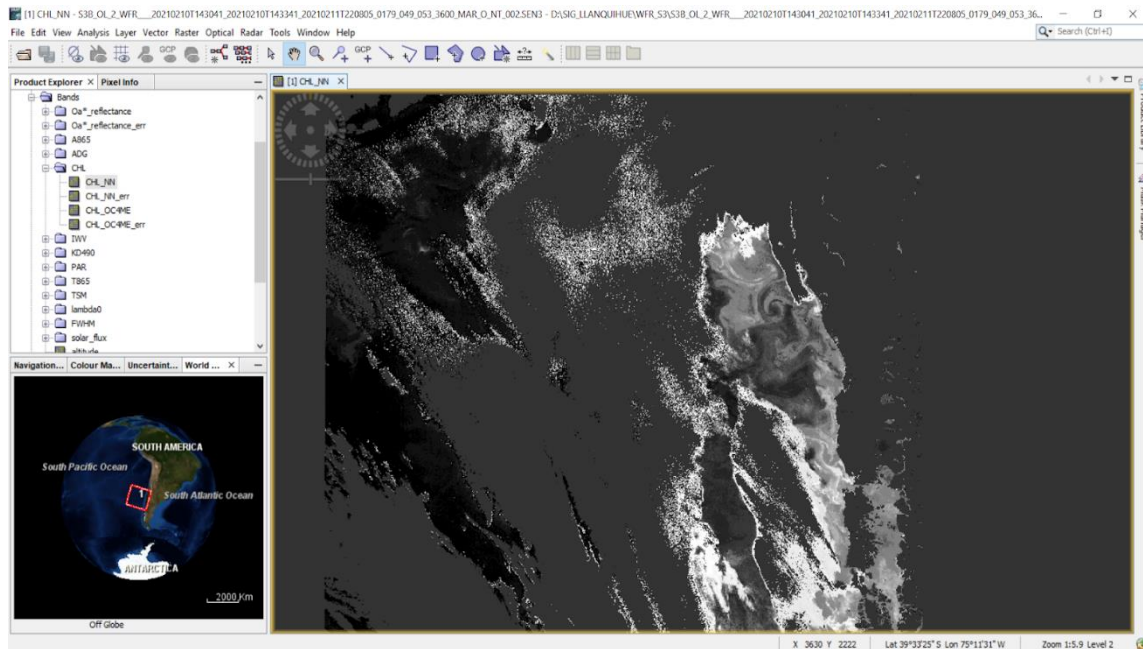 [1] CHL_NN - S3B_OL_2_WFR____20210210T143041_20210210T143341_20210211T220805_0179_049_053_3600_MAR_O_NT_002.SEN3 - D:\SIG_LLANQUIHUE\WFR_S3\S3B_OL_2_WFR____20210210T143041_20210210T143341_20210211T220805_0179_049_053_36...
File Edit View Analysis Layer Vector Raster Optical Radar Tools Window Help
Search (Ctrl+I)
GCP
GCP
Product Explorer × Pixel Info
[1] CHL_NN ×
Bands
Oa*_reflectance
Oa*_reflectance_err
A865
ADG
CHL
CHL_NN
CHL_NN_err
CHL_OC4ME
CHL_OC4ME_err
IWV
KD490
PAR
T865
TSM
lambda0
FWHM
solar_flux
altitude
Navigation... Colour Ma... Uncertaint... World ... ×
SOUTH AMERICA
South Pacific Ocean
1
South Atlantic Ocean
ANTARCTICA
2000 Km
Off Globe
X 3630 Y 2222 Lat 39°33'25" S Lon 75°11'31" W Zoom 1:5.9 Level 2